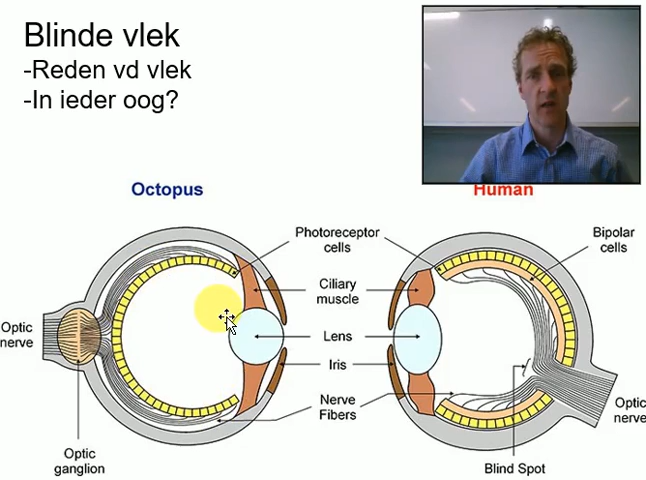 Blinde vlek
-Reden vd vlek
-In ieder oog?
Octopus
Human
Photoreceptor
cells
Bipolar
cells
Ciliary
muscle
Optic
nerve
Lens
Iris
Nerve
Fibers
Optic
nerve
Optic
ganglion
Blind Spot